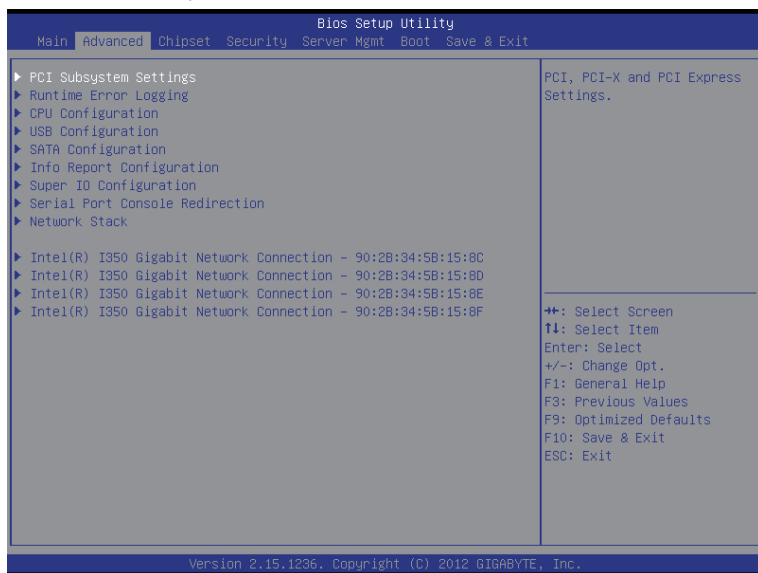 Bios Setup Utility
Main Advanced Chipset Security Server Mgmt Boot Save & Exit
PCI Subsystem Settings
Runtime Error Logging
CPU Configuration
USB Configuration
SATA Configuration
Info Report Configuration
Super IO Configuration
Serial Port Console Redirection
Network Stack
Intel(R) I350 Gigabit Network Connection - 90:2B:34:5B:15:8C
Intel(R) I350 Gigabit Network Connection - 90:2B:34:5B:15:8D
Intel(R) I350 Gigabit Network Connection - 90:2B:34:5B:15:8E
Intel(R) I350 Gigabit Network Connection - 90:2B:34:5B:15:8F
PCI, PCI-X and PCI Express
Settings.
→←: Select Screen
↑↓: Select Item
Enter: Select
+/-: Change Opt.
F1: General Help
F3: Previous Values
F9: Optimized Defaults
F10: Save & Exit
ESC: Exit
Version 2.15.1236. Copyright (C) 2012 GIGABYTE, Inc.